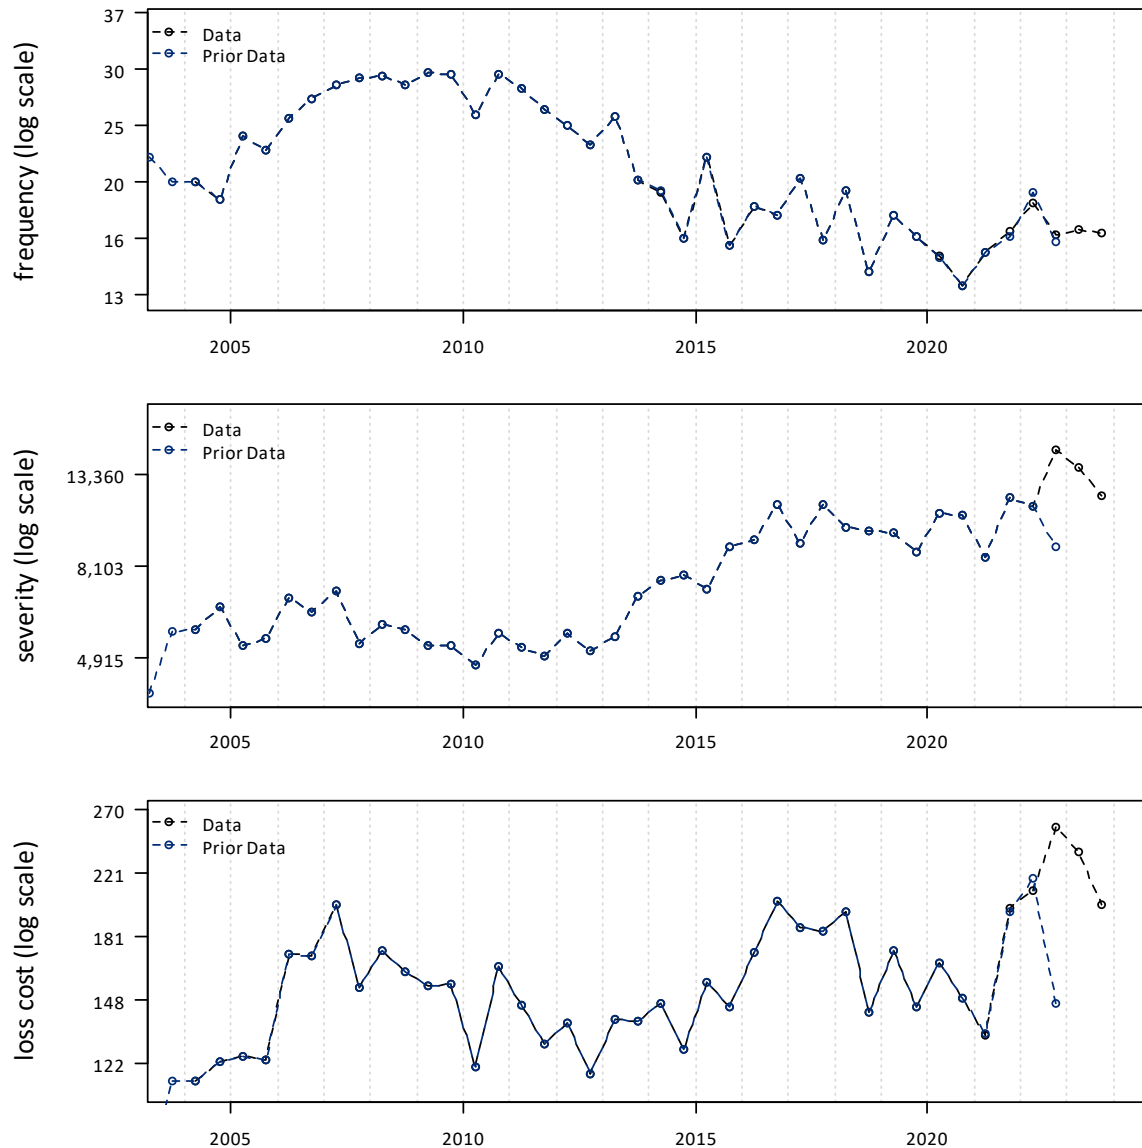 frequency (log scale)
37
30
25
20
16
13
Data
Prior Data
2005 2010 2015 2020
severity (log scale)
13,360
8,103
4,915
Data
Prior Data
2005 2010 2015 2020
loss cost (log scale)
270
221
181
148
122
Data
Prior Data
2005 2010 2015 2020